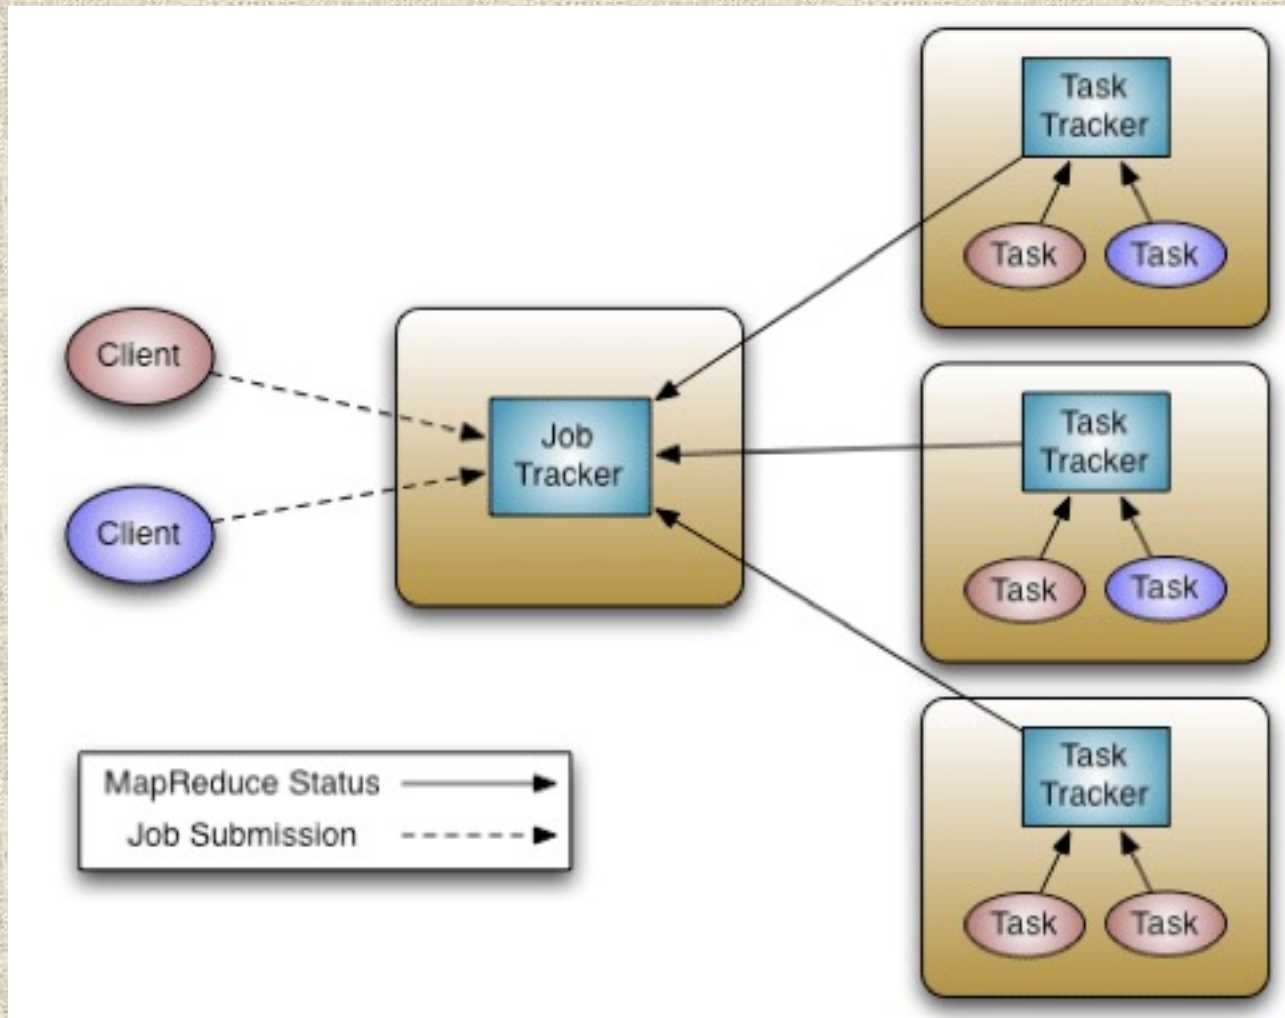 Client
Client
Job
Tracker
Task
Tracker
Task Task
Task
Tracker
Task Task
Task
Tracker
Task Task
MapReduce Status
Job Submission